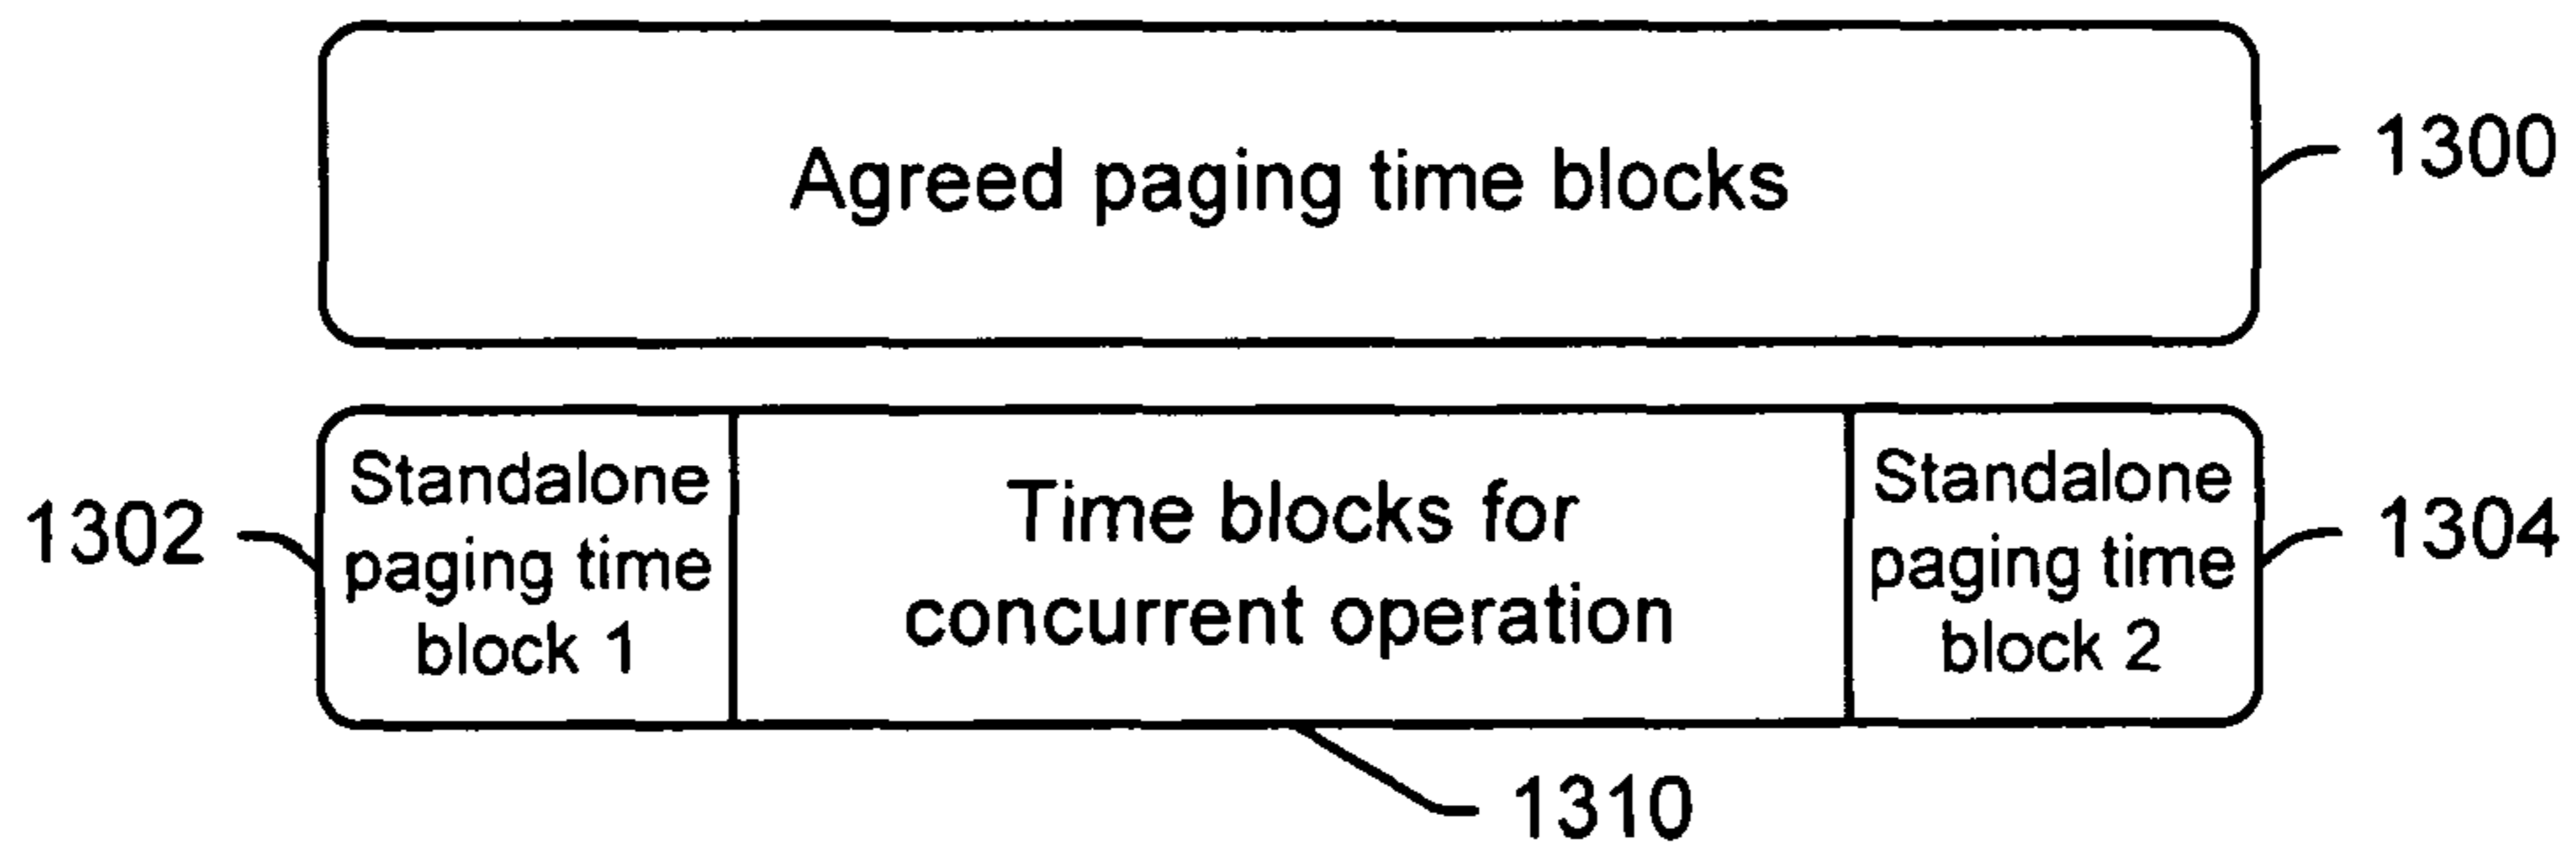 Agreed paging time blocks
1300
1302
Standalone
paging time
block 1
Time blocks for
concurrent operation
Standalone
paging time
block 2
1304
1310